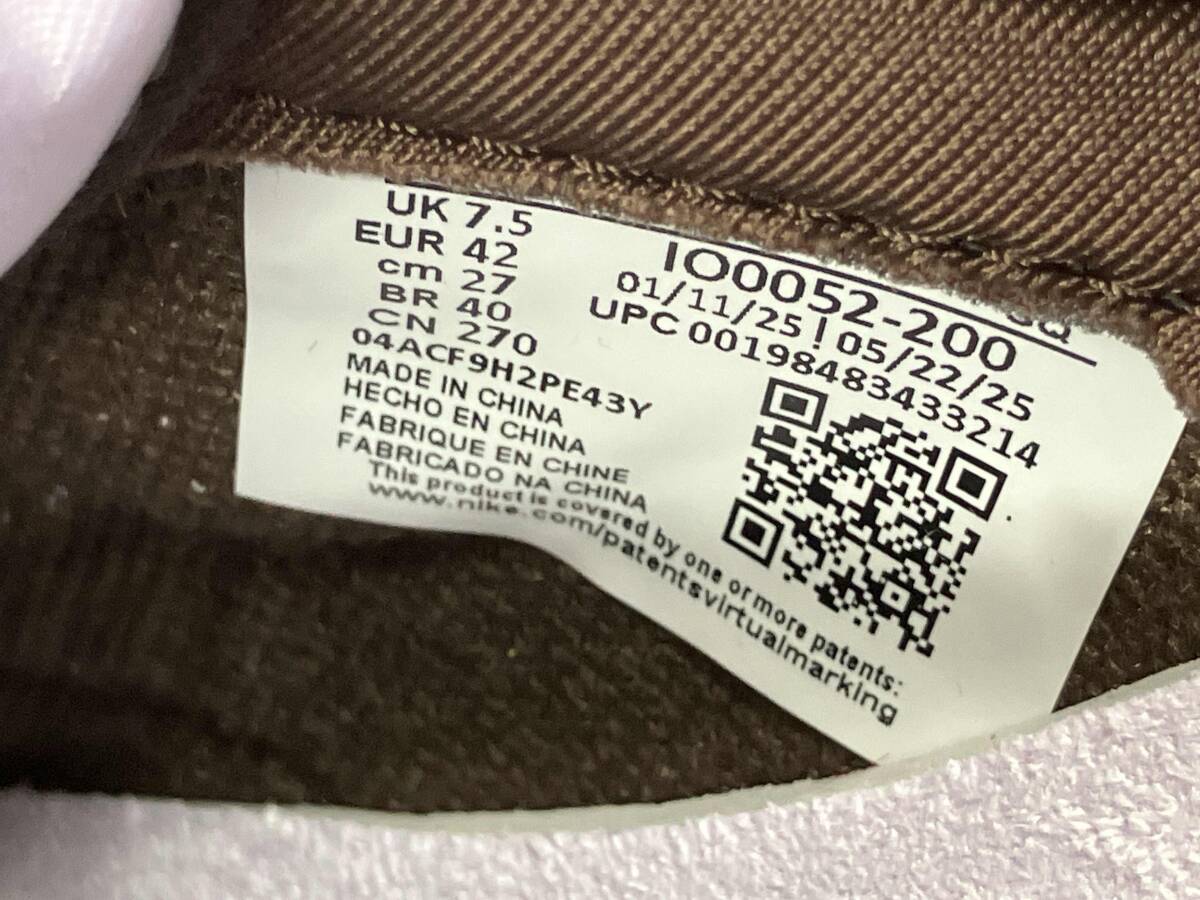 UK 7.5
EUR 42
cm 27
BR 40
CN 270
04ACF9H2PE43Y
MADE IN CHINA
HECHO EN CHINA
FABRIQUE EN CHINE
FABRICADO NA CHINA
This product is covered by one or more patents:
www.nike.com/patentsvirtualmarking
IO0052-200
01/11/25 | 05/22/25
UPC 00198483433214